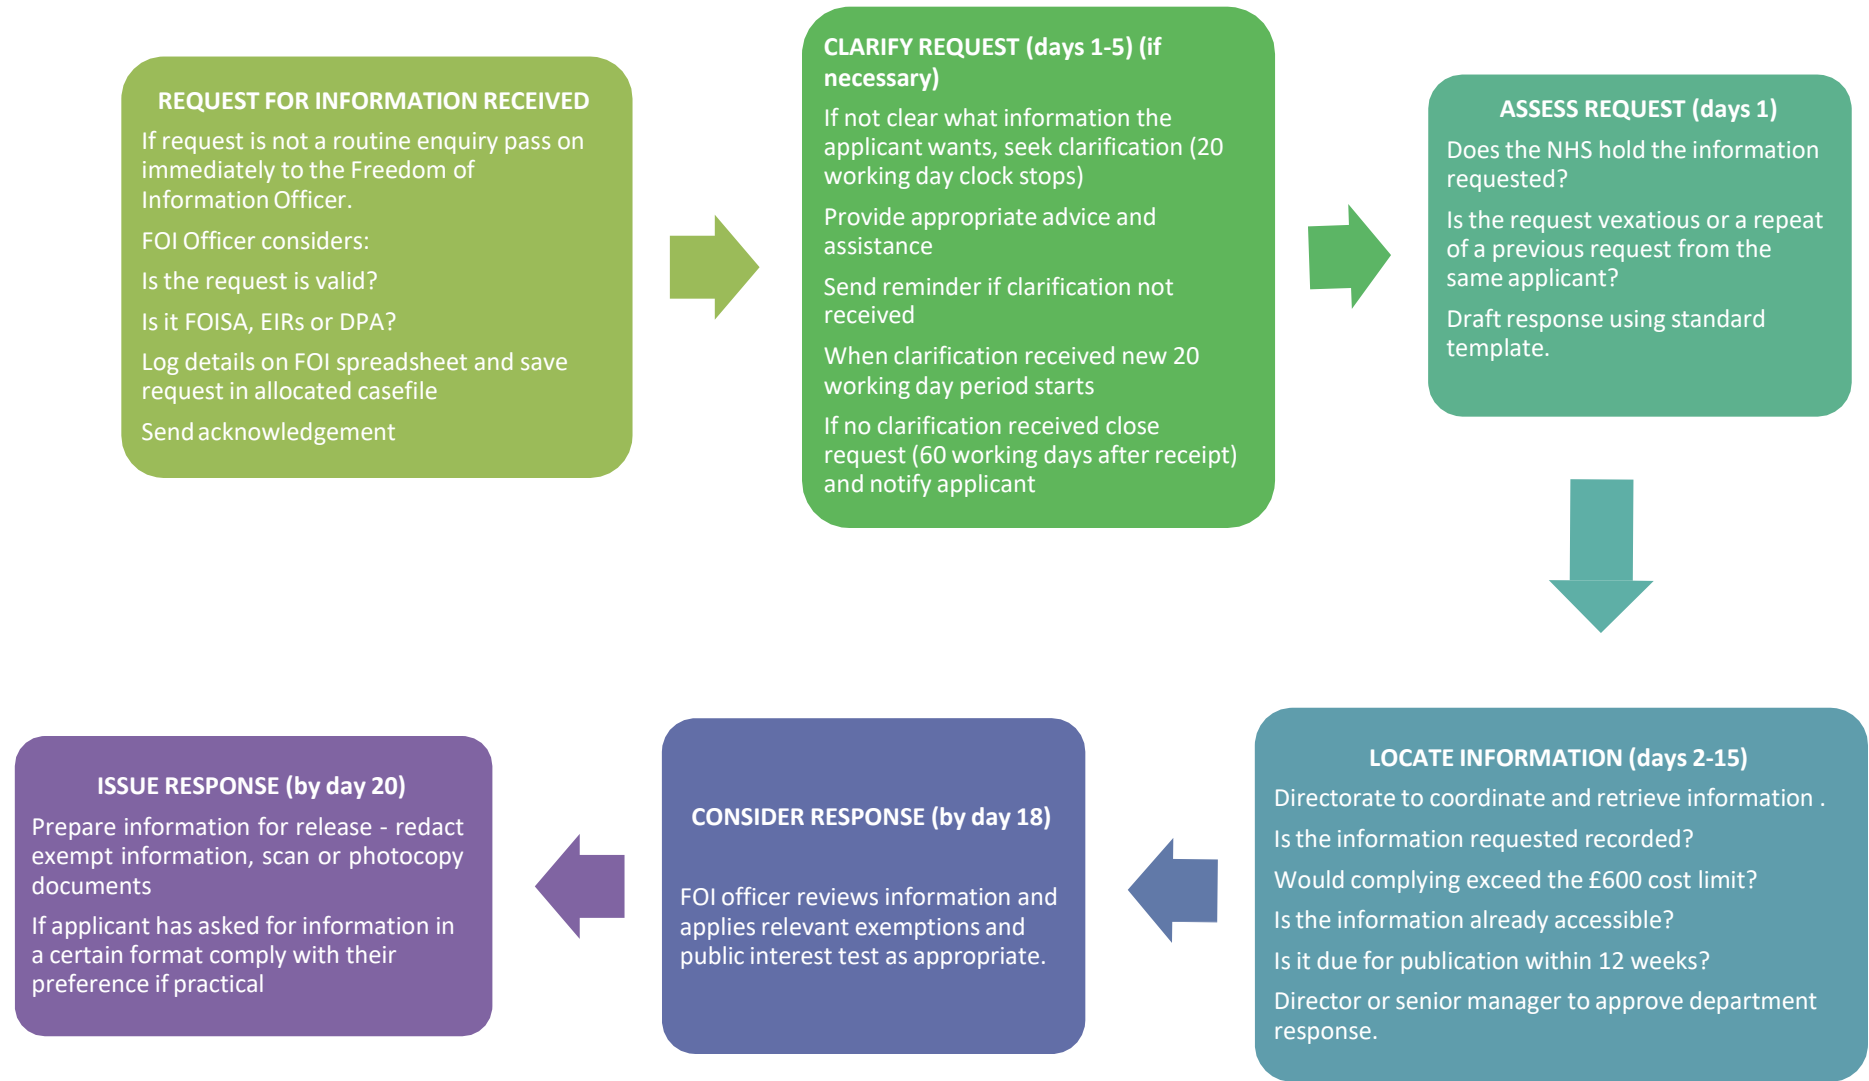 REQUEST FOR INFORMATION RECEIVED
If request is not a routine enquiry pass on
immediately to the Freedom of
Information Officer.
FOI Officer considers:
Is the request is valid?
Is it FOISA, EIRs or DPA?
Log details on FOI spreadsheet and save
request in allocated casefile
Send acknowledgement
CLARIFY REQUEST (days 1-5) (if
necessary)
If not clear what information the
applicant wants, seek clarification (20
working day clock stops)
Provide appropriate advice and
assistance
Send reminder if clarification not
received
When clarification received new 20
working day period starts
If no clarification received close
request (60 working days after receipt)
and notify applicant
ASSESS REQUEST (days 1)
Does the NHS hold the information
requested?
Is the request vexatious or a repeat
of a previous request from the
same applicant?
Draft response using standard
template.
LOCATE INFORMATION (days 2-15)
Directorate to coordinate and retrieve information .
Is the information requested recorded?
Would complying exceed the £600 cost limit?
Is the information already accessible?
Is it due for publication within 12 weeks?
Director or senior manager to approve department
response.
CONSIDER RESPONSE (by day 18)
FOI officer reviews information and
applies relevant exemptions and
public interest test as appropriate.
ISSUE RESPONSE (by day 20)
Prepare information for release - redact
exempt information, scan or photocopy
documents
If applicant has asked for information in
a certain format comply with their
preference if practical